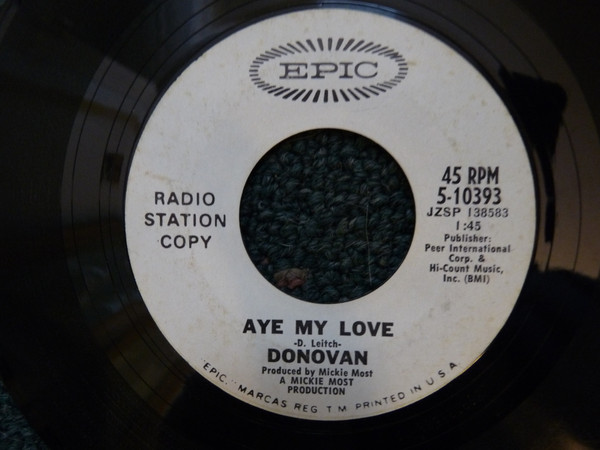 EPIC
RADIO
STATION
COPY
45 RPM
5-10393
JZSP 138583
1:45
Publisher:
Peer International
Corp. &
Hi-Count Music,
Inc. (BMI)
AYE MY LOVE
-D. Leitch-
DONOVAN
Produced by Mickie Most
A MICKIE MOST
PRODUCTION
"EPIC," MARCAS REG. T M PRINTED IN U S A